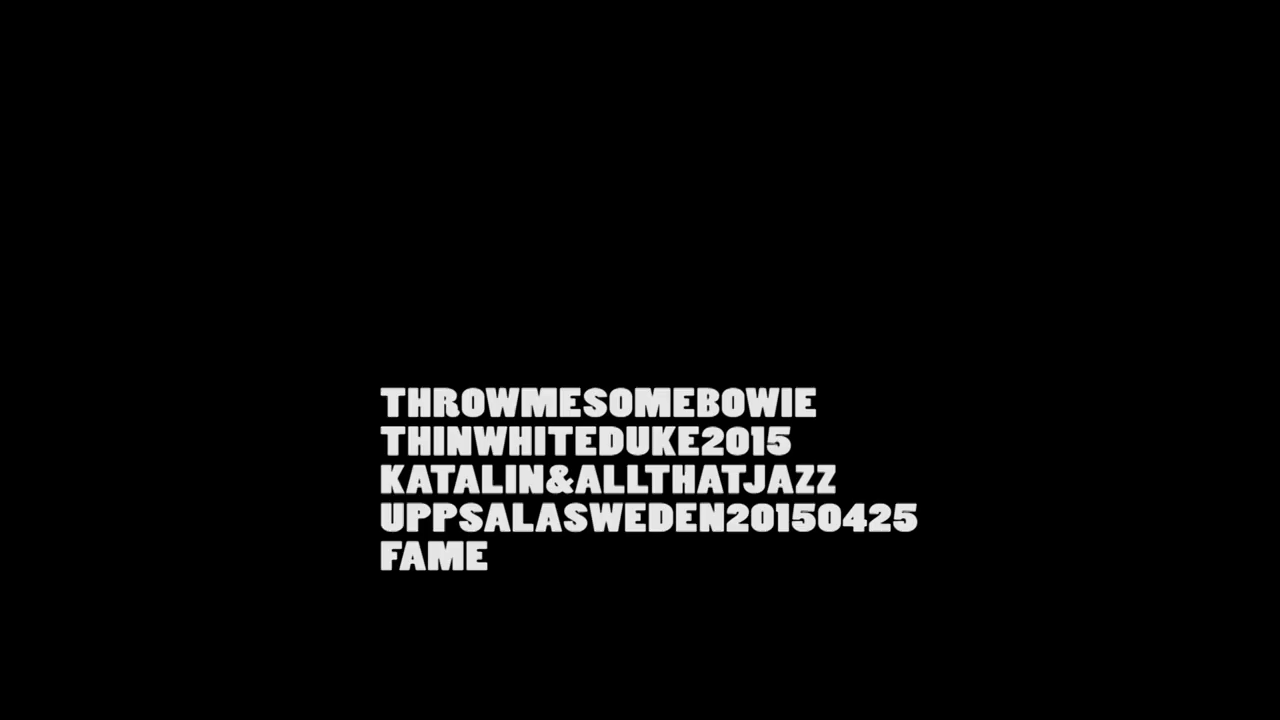 THROWMESOMEBOWIE
THINWHITEDUKE2015
KATALIN&ALLTHATJAZZ
UPPSALASWEDEN20150425
FAME